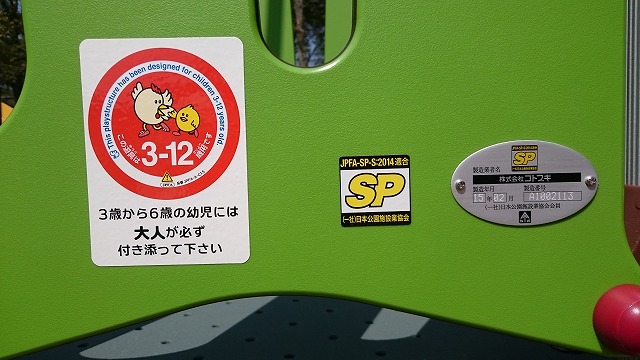 This playstructure has been designed for children 3-12 years old.
3-12
この遊具は
歳用です
JPFA
3歳から6歳の幼児には
大人が必ず
付き添って下さい
JPFA-SP-S:2014適合
SP
(一社)日本公園施設業協会
SP
製造業者名
株式会社コトブキ
製造年月
製造番号
15年02月
A1002113
(一社)日本公園施設業協会会員